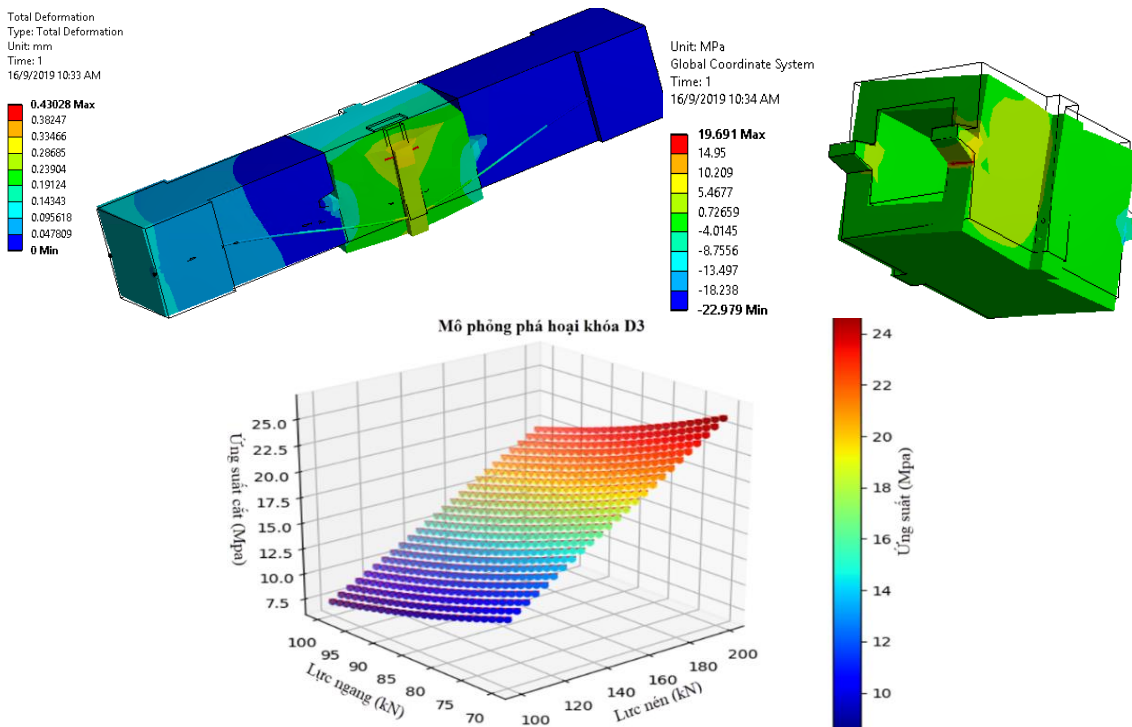 Total Deformation
Type: Total Deformation
Unit: mm
Time: 1
16/9/2019 10:33 AM
0.43028 Max
0.38247
0.33466
0.28685
0.23904
0.19124
0.14343
0.095618
0.047809
0 Min
Unit: MPa
Global Coordinate System
Time: 1
16/9/2019 10:34 AM
19.691 Max
14.95
10.209
5.4677
0.72659
-4.0145
-8.7556
-13.497
-18.238
-22.979 Min
Mô phỏng phá hoại khóa D3
Ứng suất cắt (Mpa)
25.0
22.5
20.0
17.5
15.0
12.5
10.0
7.5
100
95
90
85
80
75
70
Lực ngang (kN)
100
120
140
160
180
200
Lực nén (kN)
24
22
20
18
16
14
12
10
Ứng suất (Mpa)